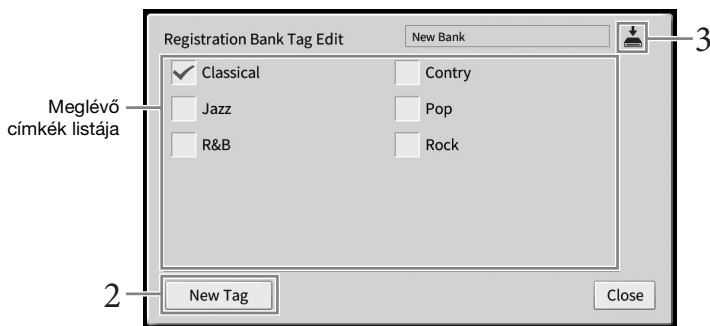 Registration Bank Tag Edit New Bank 3
Classical Contry
Meglévő
címkék listája
Jazz Pop
R&B Rock
2 New Tag Close